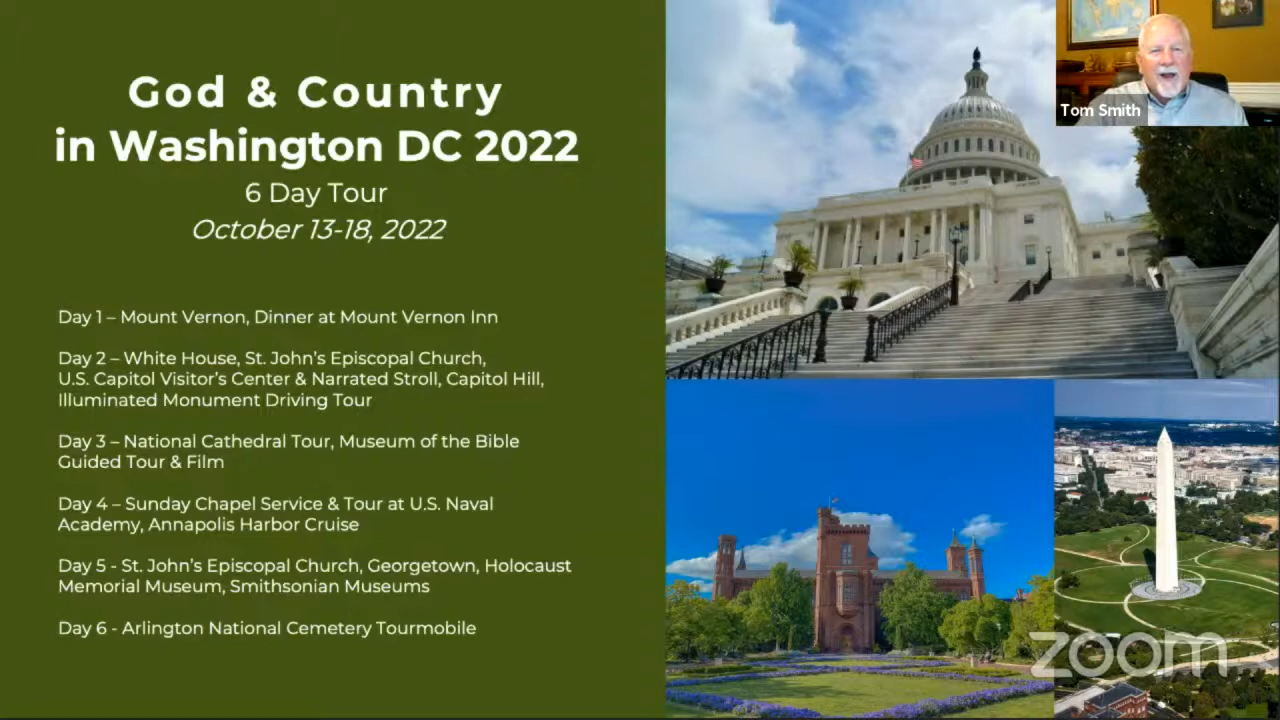 God & Country
in Washington DC 2022
6 Day Tour
October 13-18, 2022
Day 1 – Mount Vernon, Dinner at Mount Vernon Inn
Day 2 – White House, St. John's Episcopal Church,
U.S. Capitol Visitor's Center & Narrated Stroll, Capitol Hill,
Illuminated Monument Driving Tour
Day 3 – National Cathedral Tour, Museum of the Bible
Guided Tour & Film
Day 4 – Sunday Chapel Service & Tour at U.S. Naval
Academy, Annapolis Harbor Cruise
Day 5 - St. John's Episcopal Church, Georgetown, Holocaust
Memorial Museum, Smithsonian Museums
Day 6 - Arlington National Cemetery Tourmobile
Tom Smith
zoom